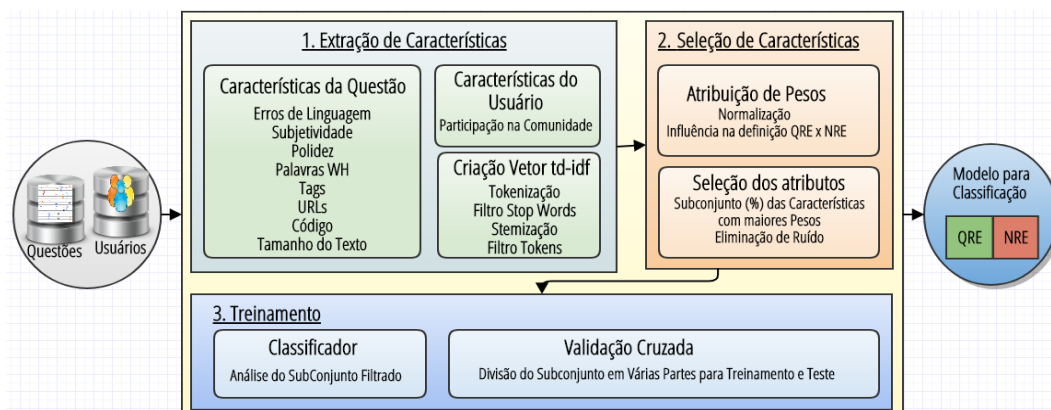 Questões
Usuários
1. Extração de Características
Características da Questão
Erros de Linguagem
Subjetividade
Polidez
Palavras WH
Tags
URLs
Código
Tamanho do Texto
Características do
Usuário
Participação na Comunidade
Criação Vetor td-idf
Tokenização
Filtro Stop Words
Stemização
Filtro Tokens
2. Seleção de Características
Atribuição de Pesos
Normalização
Influência na definição QRE x NRE
Seleção dos atributos
Subconjunto (%) das Características
com maiores Pesos
Eliminação de Ruído
3. Treinamento
Classificador
Análise do SubConjunto Filtrado
Validação Cruzada
Divisão do Subconjunto em Várias Partes para Treinamento e Teste
Modelo para
Classificação
QRE
NRE